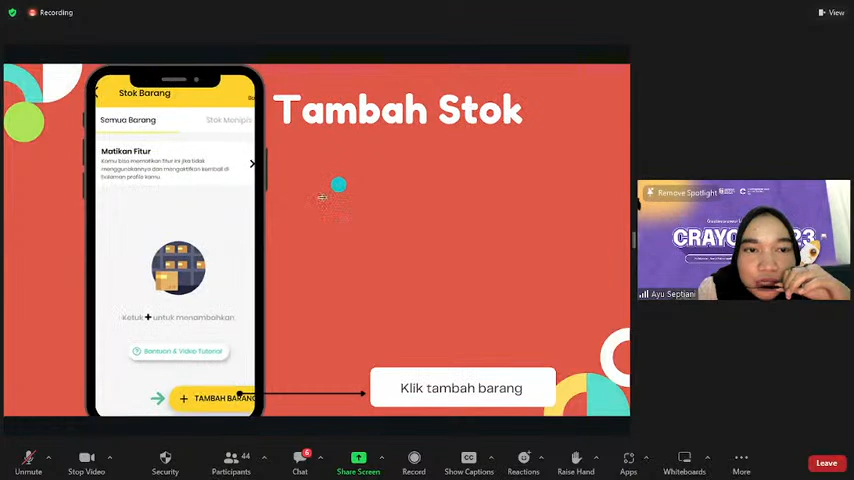 Recording
View
Stok Barang
Tambah Stok
Semua Barang
Stok Menipis
Matikan Fitur
Kamu bisa mematikan fitur ini jika tidak
menggunakannya dan mengaktifkan kembali di
halaman profile kamu.
Remove Spotlight
Ketuk + untuk menambahkan
Ayu Septiani
Bantuan & Video Tutorial
+ TAMBAH BARANG
Klik tambah barang
44
6
CC
Unmute
Stop Video
Security
Participants
Chat
Share Screen
Record
Show Captions
Reactions
Raise Hand
Apps
Whiteboards
More
Leave